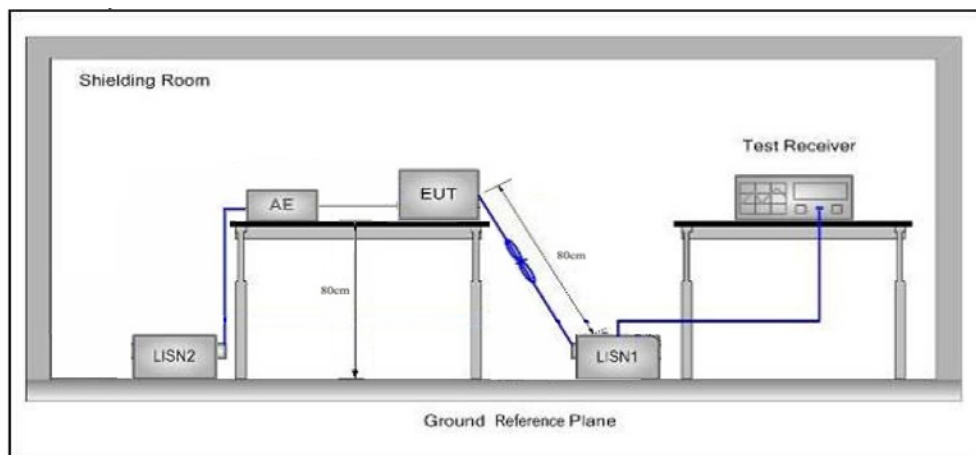 Shielding Room
Test Receiver
EUT
AE
80cm
80cm
LISN2
LISN1
Ground Reference Plane